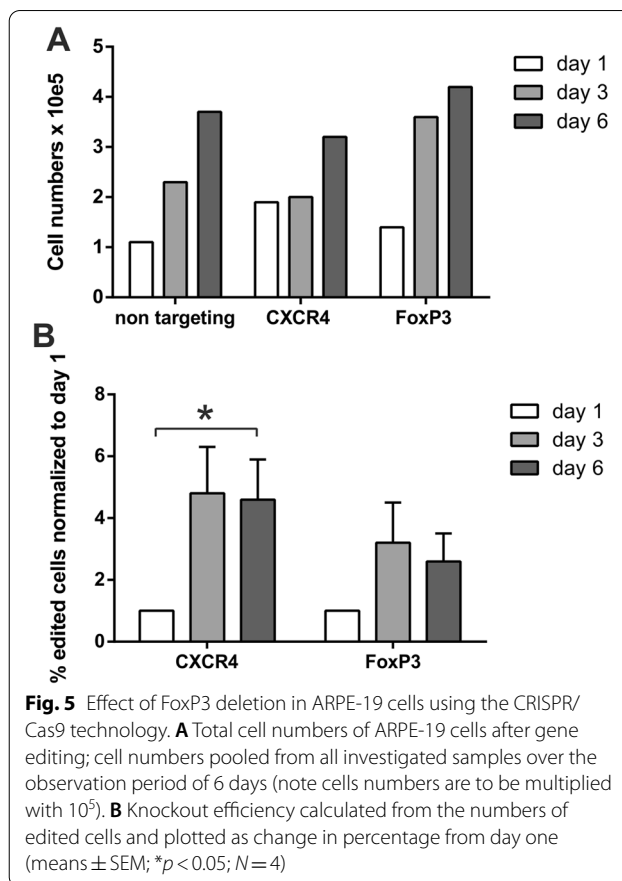 A
Cell numbers x 10e5
5
4
3
2
1
0
day 1
day 3
day 6
non targeting
CXCR4
FoxP3
B
% edited cells normalized to day 1
8
6
4
2
0
*
day 1
day 3
day 6
CXCR4
FoxP3
Fig. 5 Effect of FoxP3 deletion in ARPE-19 cells using the CRISPR/
Cas9 technology. A Total cell numbers of ARPE-19 cells after gene
editing; cell numbers pooled from all investigated samples over the
observation period of 6 days (note cells numbers are to be multiplied
with 10⁵). B Knockout efficiency calculated from the numbers of
edited cells and plotted as change in percentage from day one
(means ± SEM; *p < 0.05; N = 4)